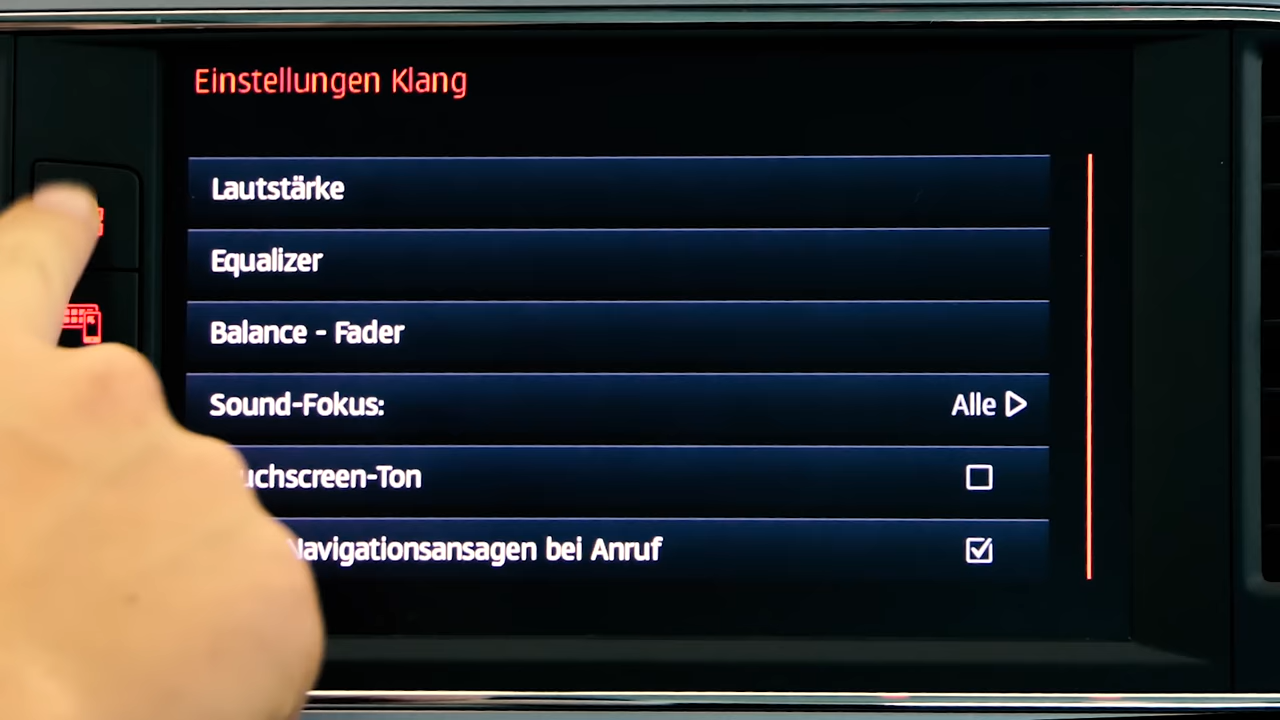 Einstellungen Klang
Lautstärke
Equalizer
Balance - Fader
Sound-Fokus: Alle
uchscreen-Ton
Navigationsansagen bei Anruf